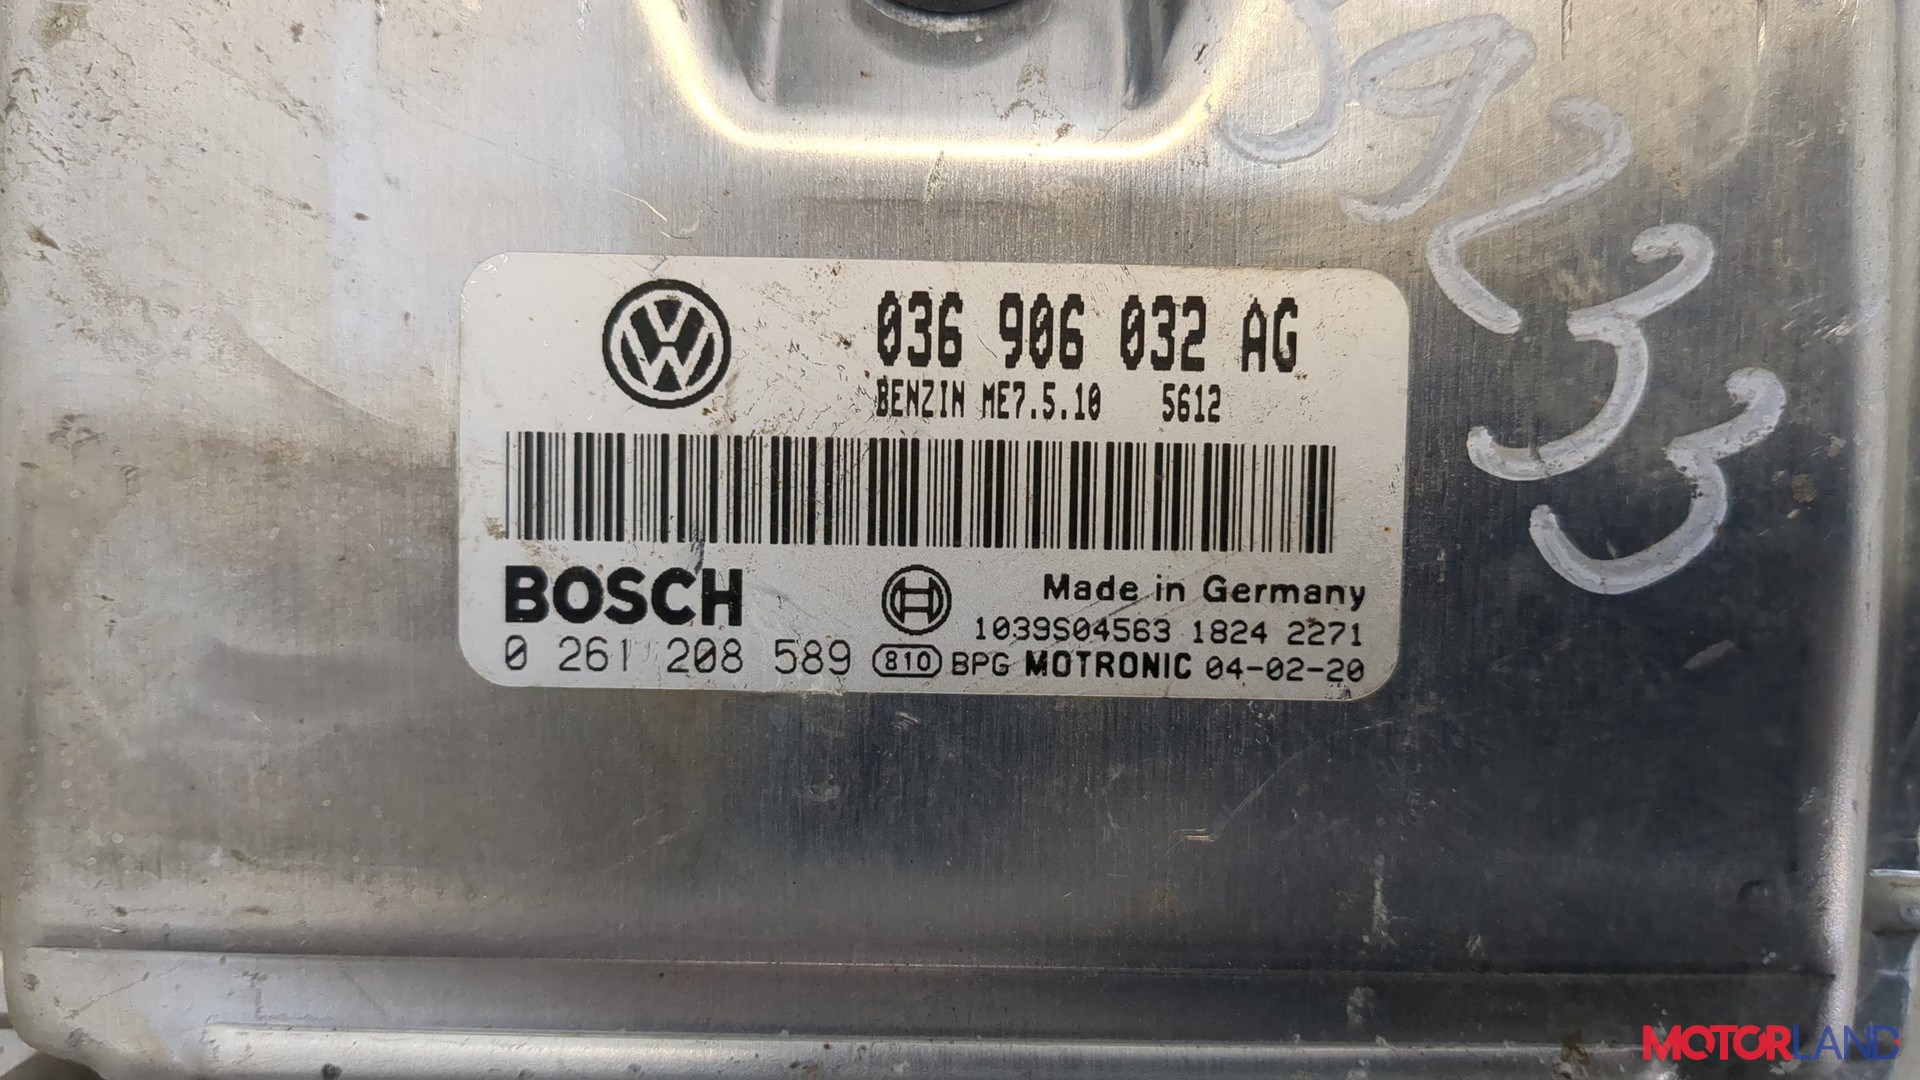 59233
036 906 032 AG
BENZIN ME7.5.10 5612
BOSCH
Made in Germany
1039S04563 1824 2271
0 261 208 589 810 BPG MOTRONIC 04-02-20
MOTORLAND